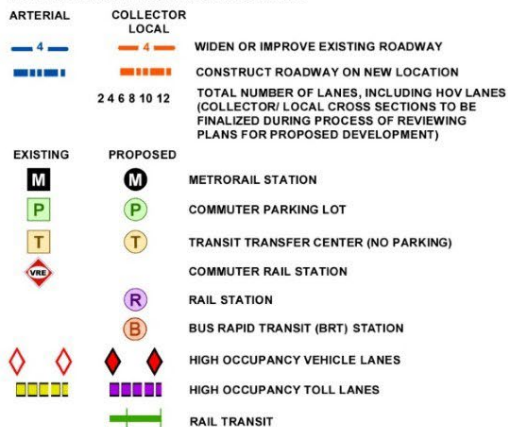 ARTERIAL COLLECTOR
LOCAL
4 4 WIDEN OR IMPROVE EXISTING ROADWAY
CONSTRUCT ROADWAY ON NEW LOCATION
2 4 6 8 10 12 TOTAL NUMBER OF LANES, INCLUDING HOV LANES
(COLLECTOR/ LOCAL CROSS SECTIONS TO BE
FINALIZED DURING PROCESS OF REVIEWING
PLANS FOR PROPOSED DEVELOPMENT)
EXISTING PROPOSED
M M METRORAIL STATION
P P COMMUTER PARKING LOT
T T TRANSIT TRANSFER CENTER (NO PARKING)
VRE COMMUTER RAIL STATION
R RAIL STATION
B BUS RAPID TRANSIT (BRT) STATION
HIGH OCCUPANCY VEHICLE LANES
HIGH OCCUPANCY TOLL LANES
RAIL TRANSIT